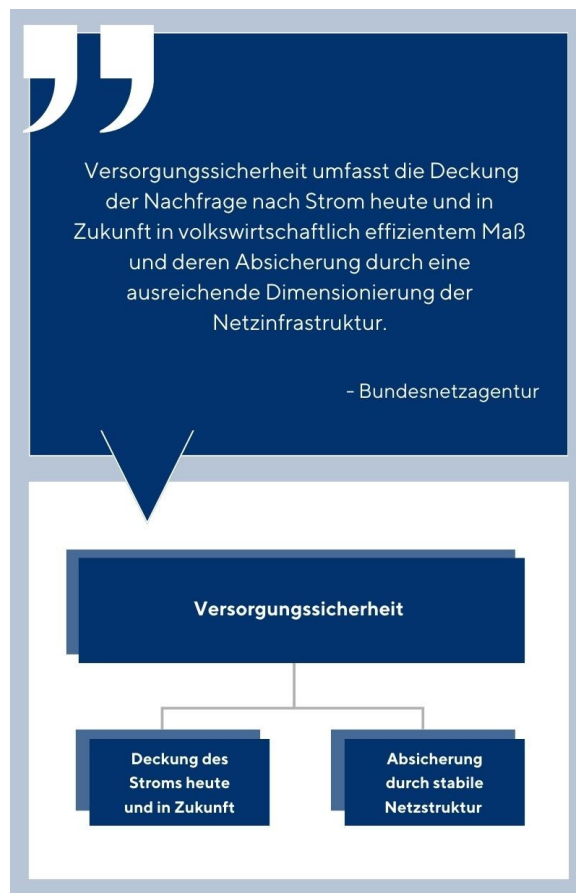 Versorgungssicherheit umfasst die Deckung
der Nachfrage nach Strom heute und in
Zukunft in volkswirtschaftlich effizientem Maß
und deren Absicherung durch eine
ausreichende Dimensionierung der
Netzinfrastruktur.
- Bundesnetzagentur
Versorgungssicherheit
Deckung des
Stroms heute
und in Zukunft
Absicherung
durch stabile
Netzstruktur